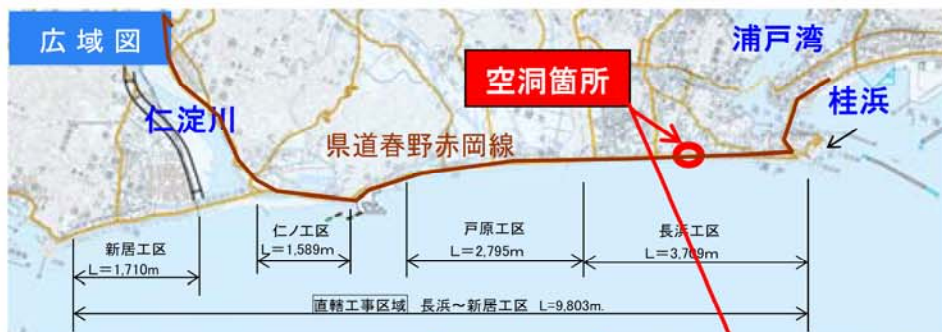 広域図
浦戸湾
空洞箇所
桂浜
仁淀川
県道春野赤岡線
新居工区
L=1,710m
仁ノ工区
L=1,589m
戸原工区
L=2,795m
長浜工区
L=3,709m
直轄工事区域 長浜～新居工区 L=9,803m.